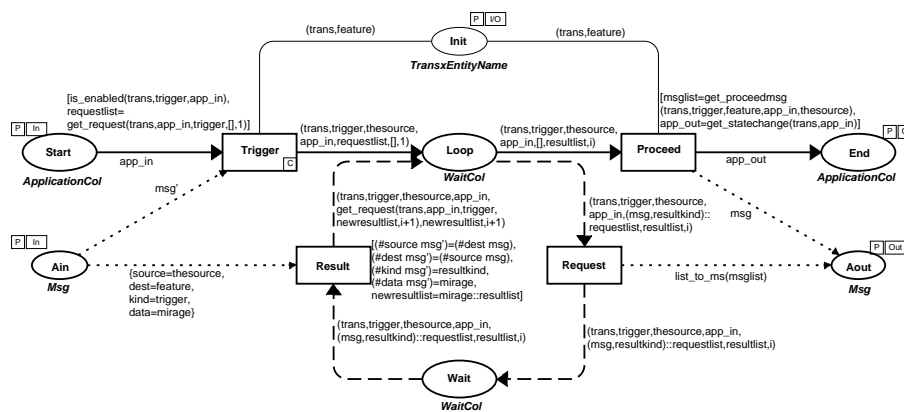 P I/O
(trans,feature)
Init
(trans,feature)
TransxEntityName
[is_enabled(trans,trigger,app_in),
requestlist=
get_request(trans,app_in,trigger,[],1)]
[msglist=get_proceedmsg
(trans,trigger,feature,app_in,thesource),
app_out=get_statechange(trans,app_in)]
P In
(trans,trigger,thesource,
app_in,requestlist,[],1)
(trans,trigger,thesource,
app_in,[],resultlist,i)
P
Start
app_in
Trigger
C
Loop
Proceed
app_out
End
ApplicationCol
WaitCol
ApplicationCol
msg'
(trans,trigger,thesource,app_in,
get_request(trans,app_in,trigger,
newresultlist,i+1),newresultlist,i+1)
(trans,trigger,thesource,
app_in,(msg,resultkind)::
requestlist,resultlist,i)
msg
P In
P Out
Ain
Msg
{source=thesource,
dest=feature,
kind=trigger,
data=mirage}
Result
[(#source msg')=(#dest msg),
(#dest msg')=(#source msg),
(#kind msg')=resultkind,
(#data msg')=mirage,
newresultlist=mirage::resultlist]
Request
list_to_ms(msglist)
Aout
Msg
(trans,trigger,thesource,app_in,
(msg,resultkind)::requestlist,resultlist,i)
(trans,trigger,thesource,app_in,
(msg,resultkind)::requestlist,resultlist,i)
Wait
WaitCol